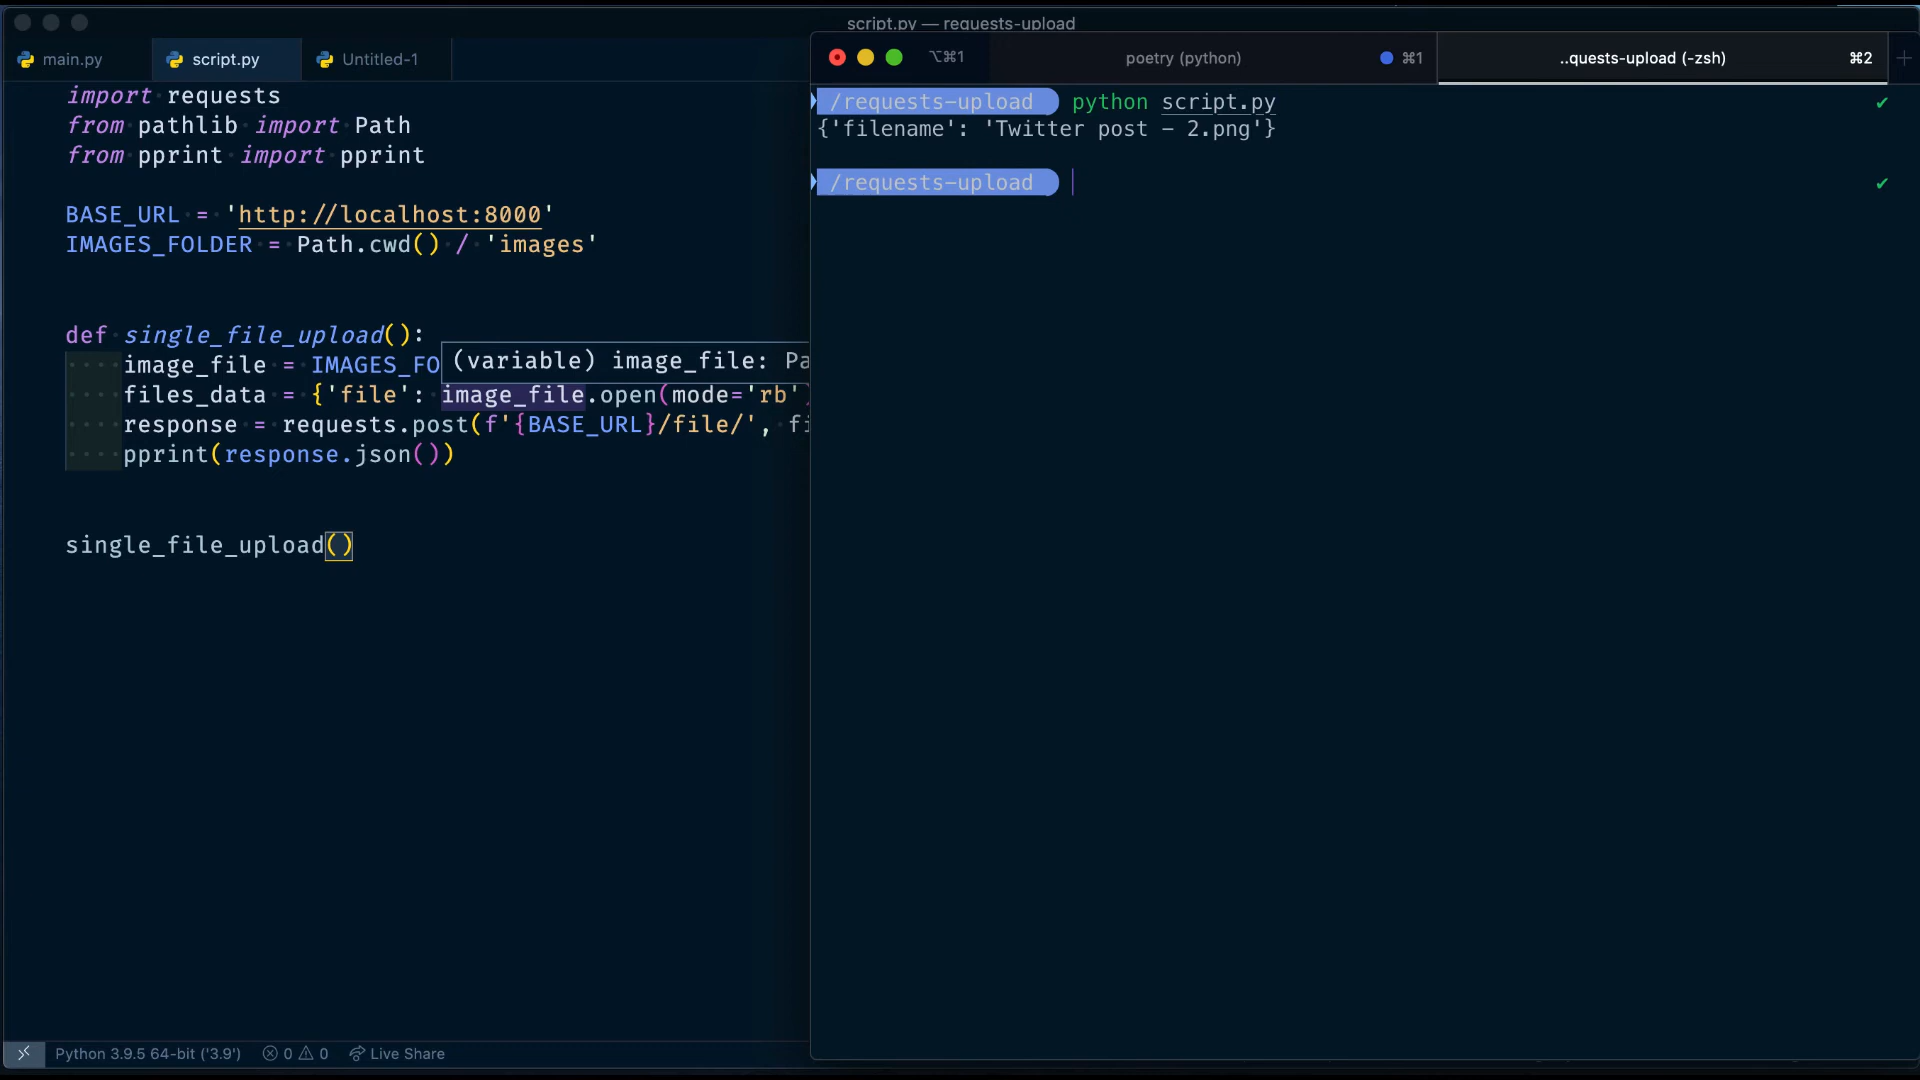 script.py — requests-upload
main.py
script.py
Untitled-1
import requests
from pathlib import Path
from pprint import pprint
BASE_URL = 'http://localhost:8000'
IMAGES_FOLDER = Path.cwd() / 'images'
def single_file_upload():
image_file = IMAGES_FO
(variable) image_file: Pa
files_data = {'file': image_file.open(mode='rb')
response = requests.post(f'{BASE_URL}/file/', fi
pprint(response.json())
single_file_upload()
Python 3.9.5 64-bit ('3.9')
0
0
Live Share
⌥⌘1
poetry (python)
⌘1
..quests-upload (-zsh)
⌘2
/requests-upload python script.py
{'filename': 'Twitter post - 2.png'}
/requests-upload